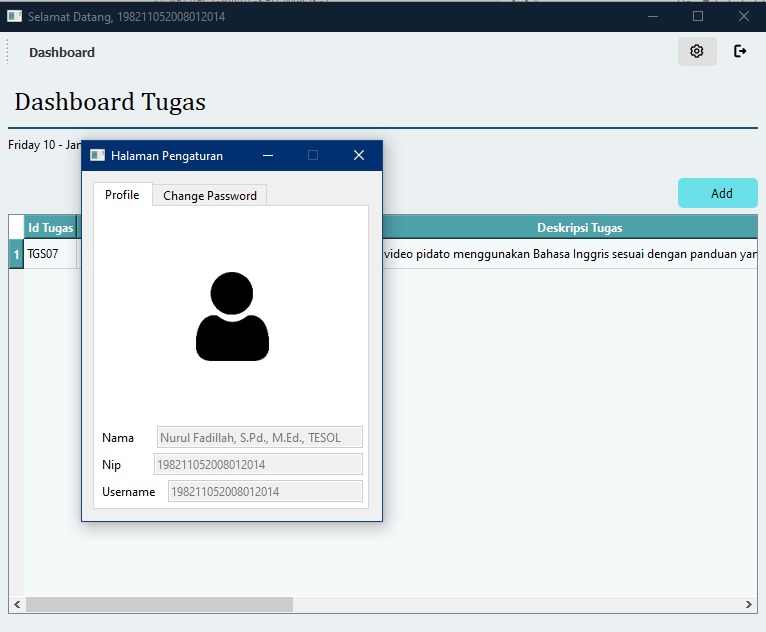 Selamat Datang, 198211052008012014
Dashboard
Dashboard Tugas
Friday 10 - Jan
Halaman Pengaturan
Profile
Change Password
Add
Id Tugas
Deskripsi Tugas
1
TGS07
video pidato menggunakan Bahasa Inggris sesuai dengan panduan yan
Nama
Nurul Fadillah, S.Pd., M.Ed., TESOL
Nip
198211052008012014
Username
198211052008012014